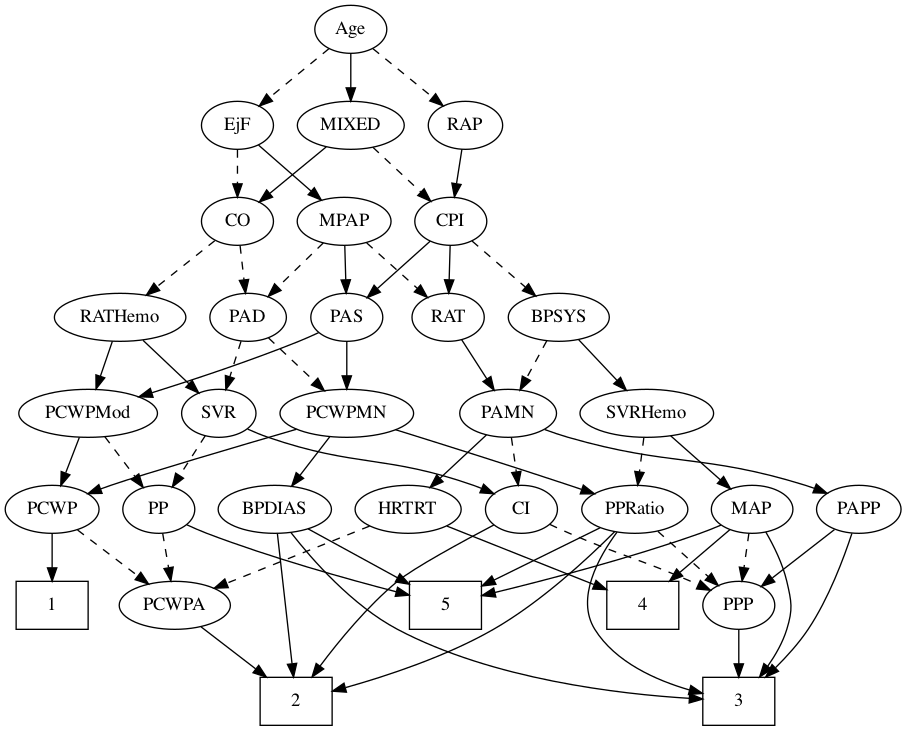 Age
EjF
MIXED
RAP
CO
MPAP
CPI
RATHemo
PAD
PAS
RAT
BPSYS
PCWPMod
SVR
PCWPMN
PAMN
SVRHemo
PCWP
PP
BPDIAS
HRTRT
CI
PPRatio
MAP
PAPP
1
PCWPA
5
4
PPP
2
3